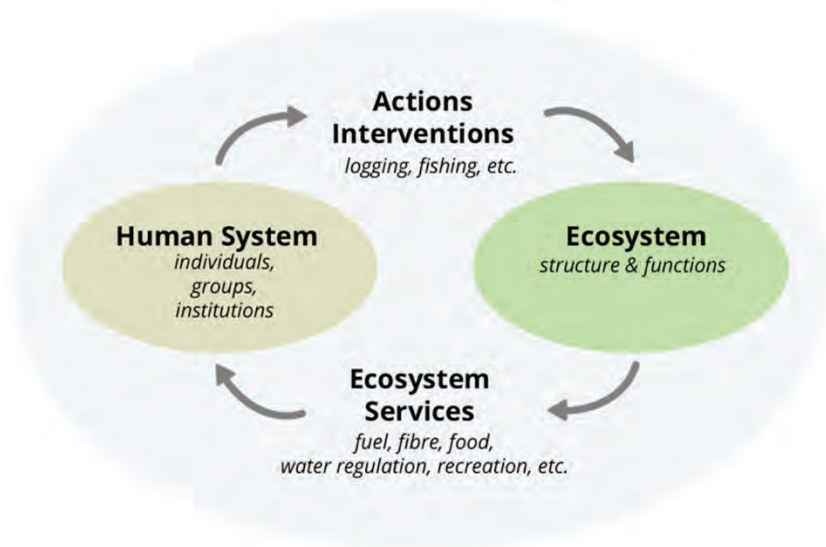 Actions
Interventions
logging, fishing, etc.
Human System
individuals,
groups,
institutions
Ecosystem
structure & functions
Ecosystem
Services
fuel, fibre, food,
water regulation, recreation, etc.